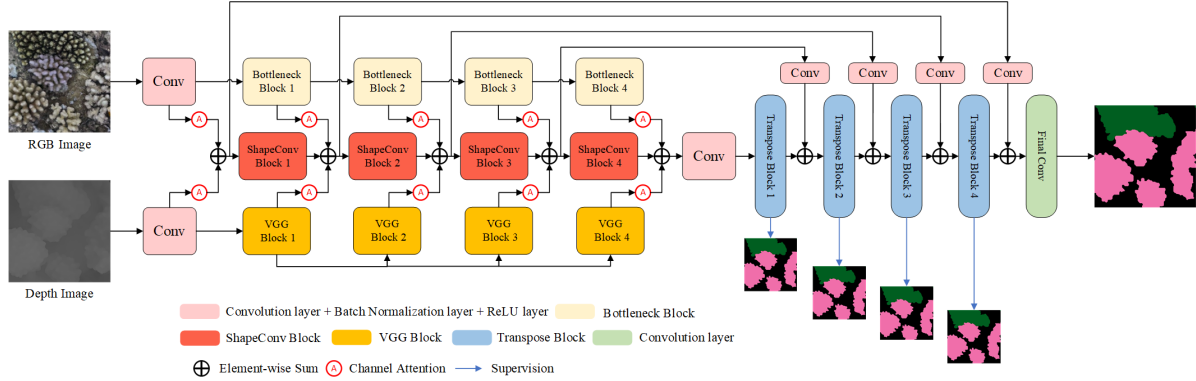 RGB Image
Depth Image
Conv
Conv
Bottleneck
Block 1
Bottleneck
Block 2
Bottleneck
Block 3
Bottleneck
Block 4
A
A
A
A
A
ShapeConv
Block 1
ShapeConv
Block 2
ShapeConv
Block 3
ShapeConv
Block 4
A
A
A
A
A
VGG
Block 1
VGG
Block 2
VGG
Block 3
VGG
Block 4
Conv
Conv
Conv
Conv
Conv
Transpose Block 1
Transpose Block 2
Transpose Block 3
Transpose Block 4
Final Conv
Convolution layer + Batch Normalization layer + ReLU layer
Bottleneck Block
ShapeConv Block
VGG Block
Transpose Block
Convolution layer
Element-wise Sum
A
Channel Attention
Supervision